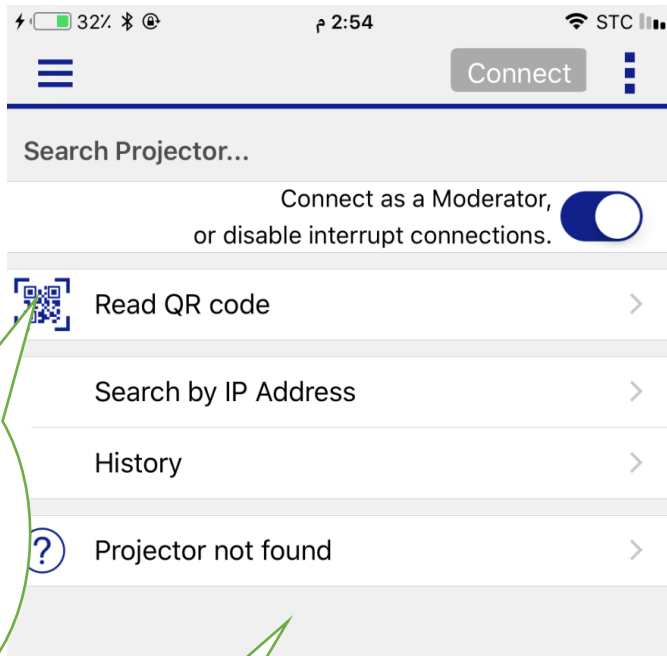 32% م 2:54 STC
Connect
Search Projector...
Connect as a Moderator,
or disable interrupt connections.
Read QR code
Search by IP Address
History
? Projector not found